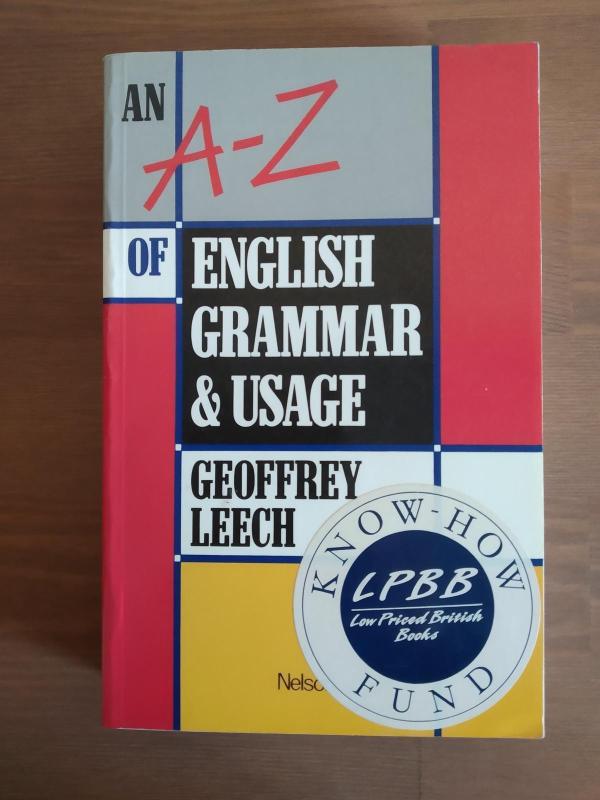 AN
A-Z
OF ENGLISH
GRAMMAR
& USAGE
GEOFFREY
LEECH
KNOW-HOW
LPBB
Low Priced British
Books
FUND